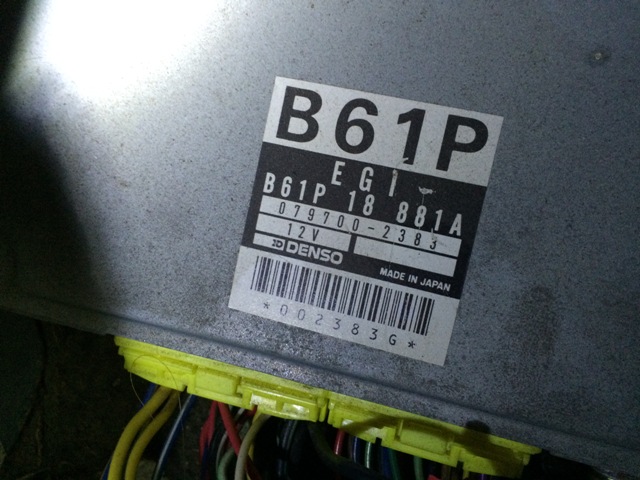 B61P
EGI
B61P 18 881A
079700-2383
12V
DENSO
MADE IN JAPAN
*002383G*